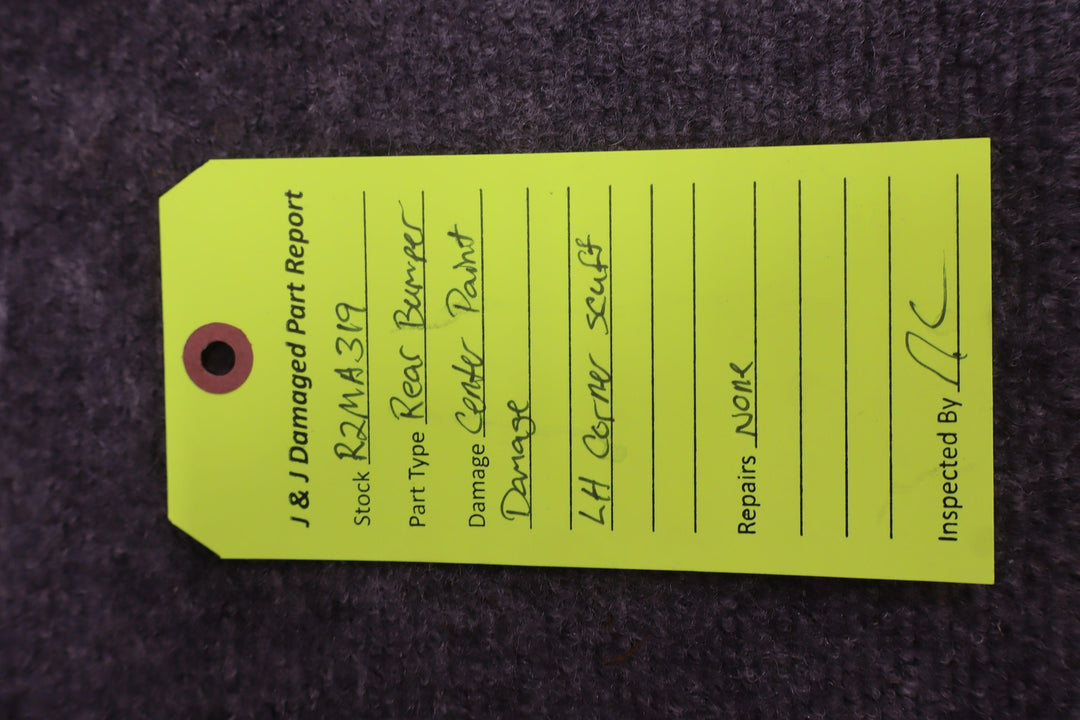 J & J Damaged Part Report
Stock R2MA319
Part Type Rear Bumper
Damage Center Paint
Damage
LH Corner scuff
Repairs None
Inspected By